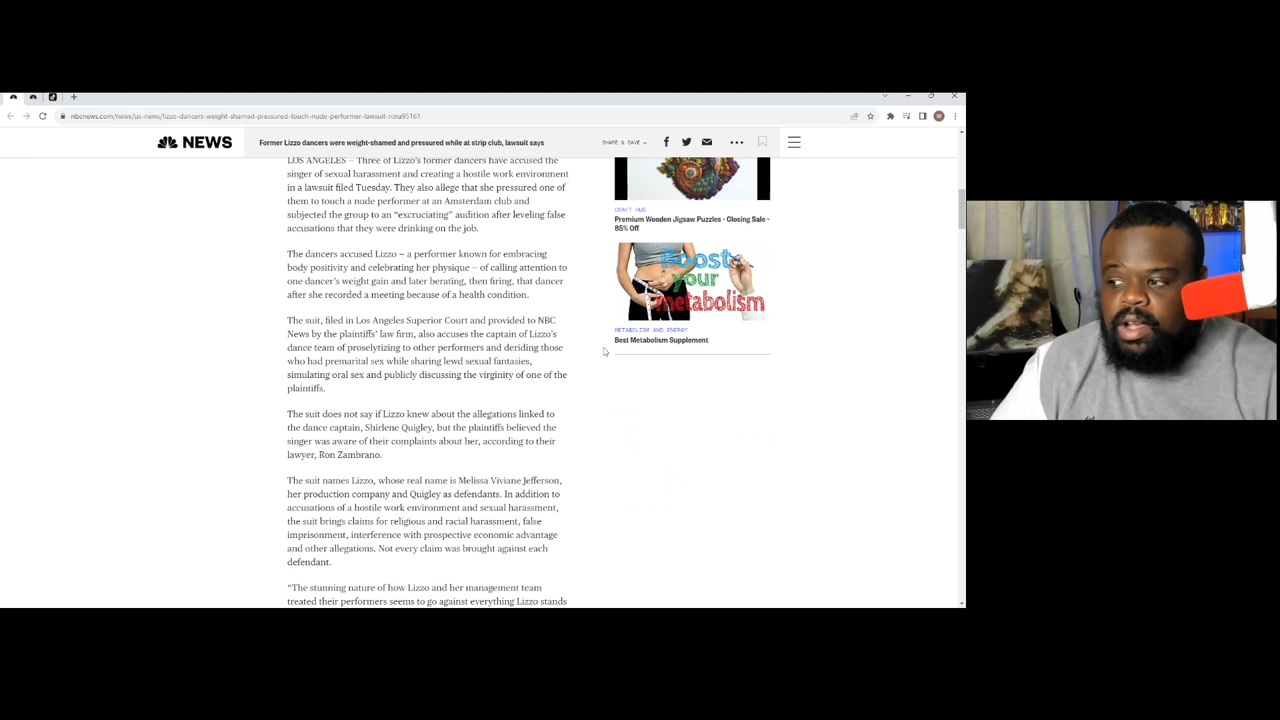 nbcnews.com/news/us-news/lizzo-dancers-weight-shamed-pressured-touch-nude-performer-lawsuit-rcna95161
W
NEWS
Former Lizzo dancers were weight-shamed and pressured while at strip club, lawsuit says
SHARE & SAVE —
LOS ANGELES — Three of Lizzo's former dancers have accused the
singer of sexual harassment and creating a hostile work environment
in a lawsuit filed Tuesday. They also allege that she pressured one of
them to touch a nude performer at an Amsterdam club and
subjected the group to an “excruciating” audition after leveling false
accusations that they were drinking on the job.
The dancers accused Lizzo — a performer known for embracing
body positivity and celebrating her physique — of calling attention to
one dancer's weight gain and later berating, then firing, that dancer
after she recorded a meeting because of a health condition.
The suit, filed in Los Angeles Superior Court and provided to NBC
News by the plaintiffs' law firm, also accuses the captain of Lizzo's
dance team of proselytizing to other performers and deriding those
who had premarital sex while sharing lewd sexual fantasies,
simulating oral sex and publicly discussing the virginity of one of the
plaintiffs.
The suit does not say if Lizzo knew about the allegations linked to
the dance captain, Shirlene Quigley, but the plaintiffs believed the
singer was aware of their complaints about her, according to their
lawyer, Ron Zambrano.
The suit names Lizzo, whose real name is Melissa Viviane Jefferson,
her production company and Quigley as defendants. In addition to
accusations of a hostile work environment and sexual harassment,
the suit brings claims for religious and racial harassment, false
imprisonment, interference with prospective economic advantage
and other allegations. Not every claim was brought against each
defendant.
“The stunning nature of how Lizzo and her management team
treated their performers seems to go against everything Lizzo stands
CRAFT HUB
Premium Wooden Jigsaw Puzzles - Closing Sale -
85% Off
Boost
your
metabolism
METABOLISM AND ENERGY
Best Metabolism Supplement